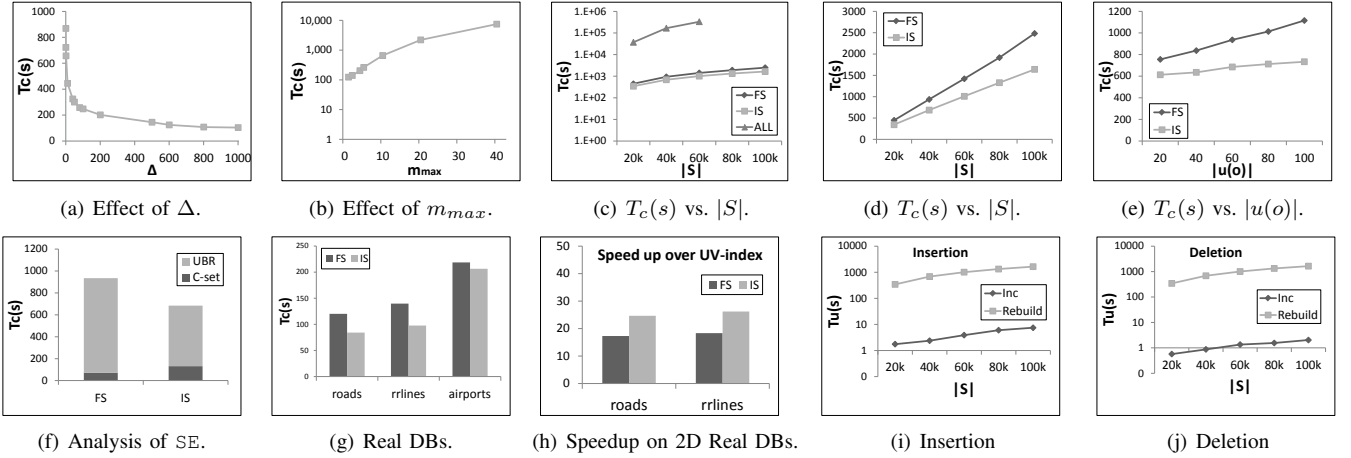 1000
800
600
400
200
0
Tc(s)
0 200 400 600 800 1000
Δ
(a) Effect of Δ.
10,000
1,000
100
10
1
Tc(s)
0 10 20 30 40
mmax
(b) Effect of m_max.
1.E+06
1.E+05
1.E+04
1.E+03
1.E+02
1.E+01
1.E+00
Tc(s)
FS
IS
ALL
20k 40k 60k 80k 100k
|S|
(c) T_c(s) vs. |S|.
3000
2500
2000
1500
1000
500
0
Tc(s)
FS
IS
20k 40k 60k 80k 100k
|S|
(d) T_c(s) vs. |S|.
1200
1000
800
600
400
200
0
Tc(s)
FS
IS
20 40 60 80 100
|u(o)|
(e) T_c(s) vs. |u(o)|.
1200
1000
800
600
400
200
0
Tc(s)
UBR
C-set
FS IS
(f) Analysis of SE.
250
200
150
100
50
0
Tc(s)
FS IS
roads rrlines airports
(g) Real DBs.
Speed up over UV-index
50
40
30
20
10
0
FS IS
roads rrlines
(h) Speedup on 2D Real DBs.
Insertion
10000
1000
100
10
1
0
Tu(s)
Inc
Rebuild
20k 40k 60k 80k 100k
|S|
(i) Insertion
Deletion
10000
1000
100
10
1
0
Tu(s)
Inc
Rebuild
20k 40k 60k 80k 100k
|S|
(j) Deletion